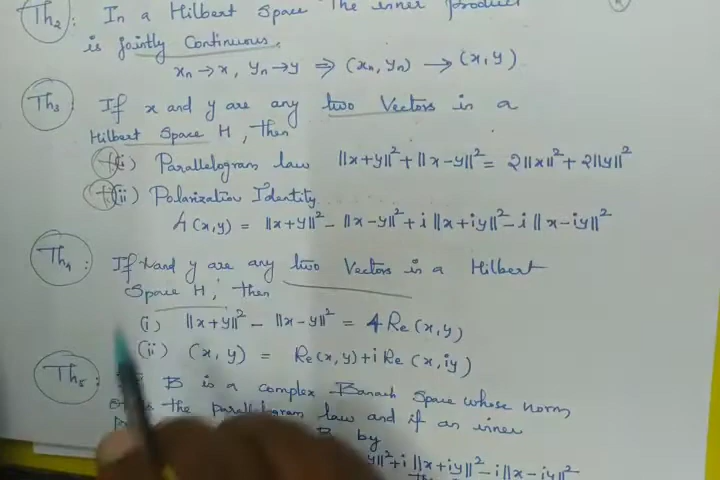 Th2: In a Hilbert Space the inner product
is jointly Continuous.
xn → x, yn → y ⇒ (xn, yn) → (x, y)
Th3 If x and y are any two Vectors in a
Hilbert Space H, then
(i) Parallelogram law ||x+y||² + ||x-y||² = 2||x||² + 2||y||²
(ii) Polarization Identity
4(x,y) = ||x+y||² - ||x-y||² + i ||x+iy||² - i ||x-iy||²
Th4: If x and y are any two Vectors in a Hilbert
Space H, then
(i) ||x+y||² - ||x-y||² = 4 Re(x,y)
(ii) (x, y) = Re(x,y) + i Re(x, iy)
Th5: B is a complex Banach Space whose norm
the parallelogram law and if an inner
B by
y||² + i ||x+iy||² - i||x-iy||²